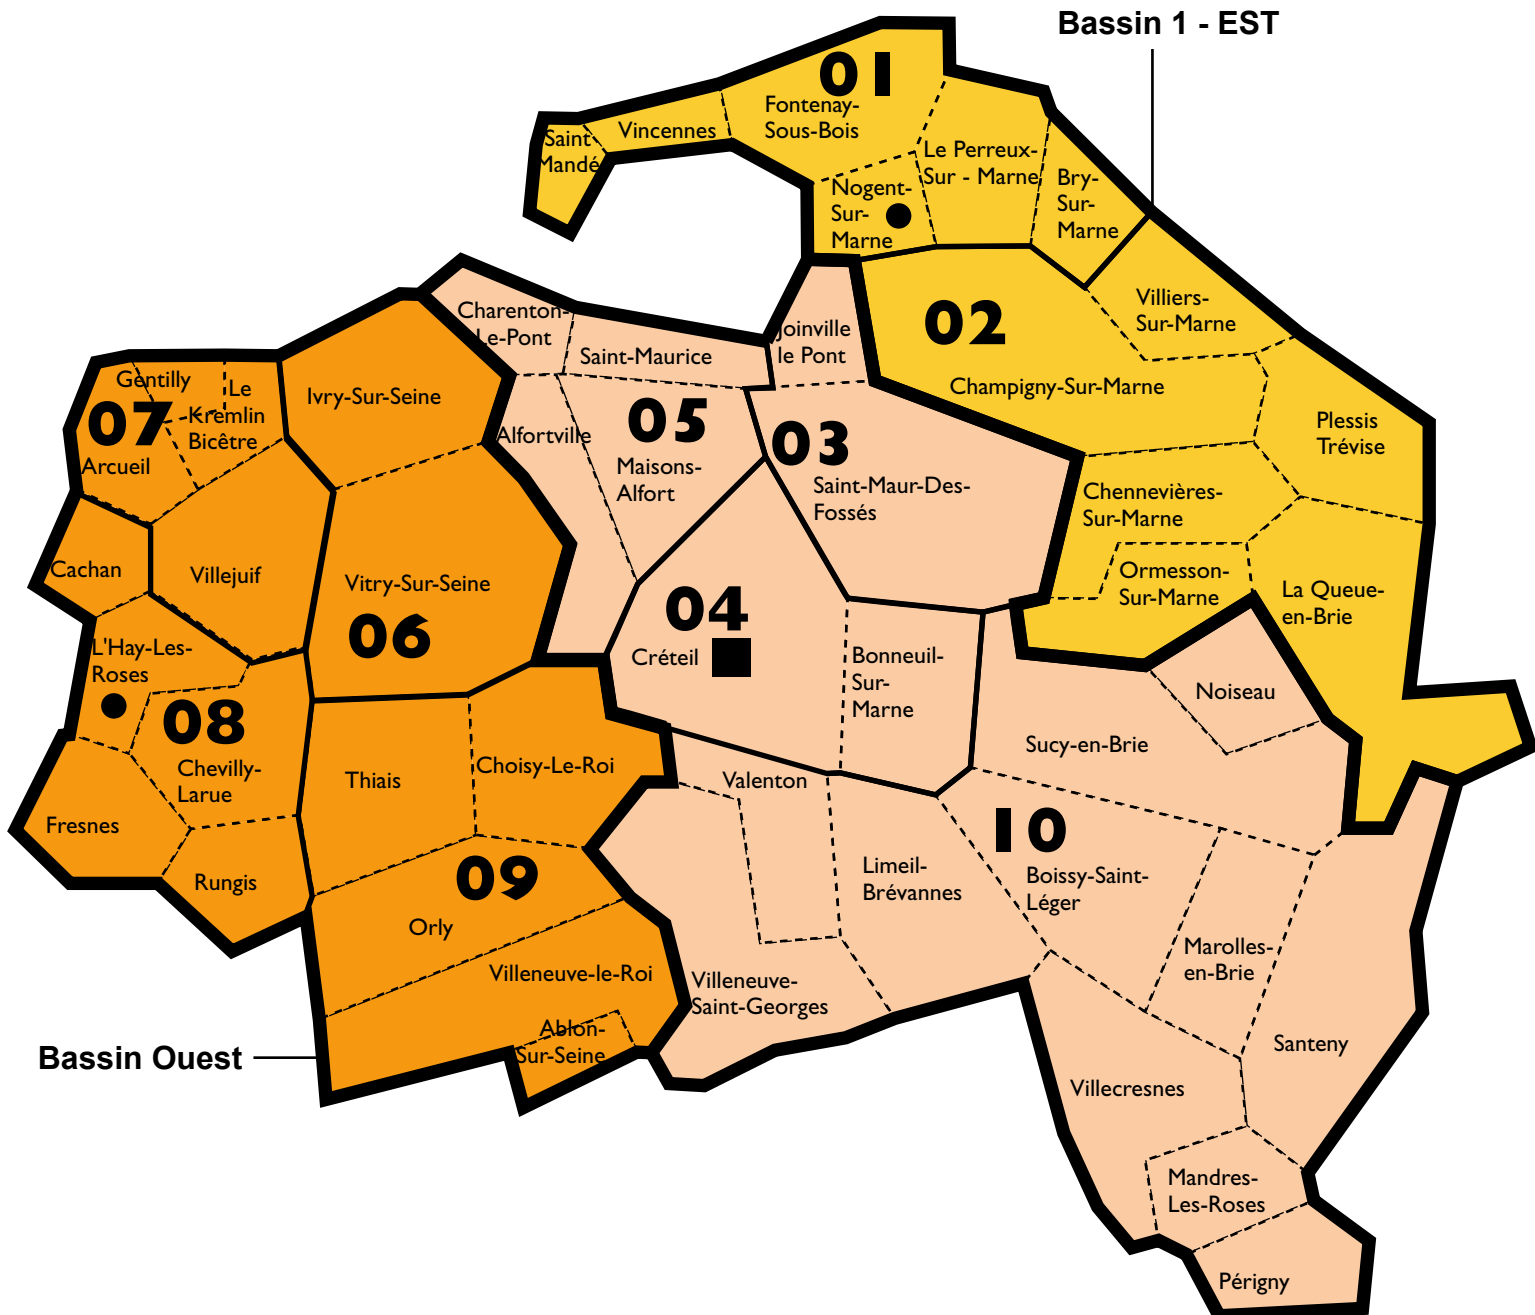 Bassin 1 - EST
01
Fontenay-
Sous-Bois
Vincennes
Saint
Mandé
Le Perreux-
Sur - Marne
Bry-
Sur-
Marne
Nogent-
Sur-
Marne
02
Villiers-
Sur-Marne
Champigny-Sur-Marne
Plessis
Trévise
Chennevières-
Sur-Marne
Ormesson-
Sur-Marne
La Queue-
en-Brie
Charenton-
Le-Pont
Saint-Maurice
Joinville
le Pont
05
Alfortville
Maisons-
Alfort
03
Saint-Maur-Des-
Fossés
04
Créteil
Bonneuil-
Sur-
Marne
Gentilly
Le
Kremlin
Bicêtre
07
Arcueil
Ivry-Sur-Seine
Cachan
Villejuif
Vitry-Sur-Seine
06
L'Hay-Les-
Roses
08
Chevilly-
Larue
Fresnes
Rungis
Thiais
Choisy-Le-Roi
09
Orly
Villeneuve-le-Roi
Ablon-
Sur-Seine
Bassin Ouest
Noiseau
Sucy-en-Brie
Valenton
10
Boissy-Saint-
Léger
Limeil-
Brévannes
Marolles-
en-Brie
Villeneuve-
Saint-Georges
Santeny
Villecresnes
Mandres-
Les-Roses
Périgny